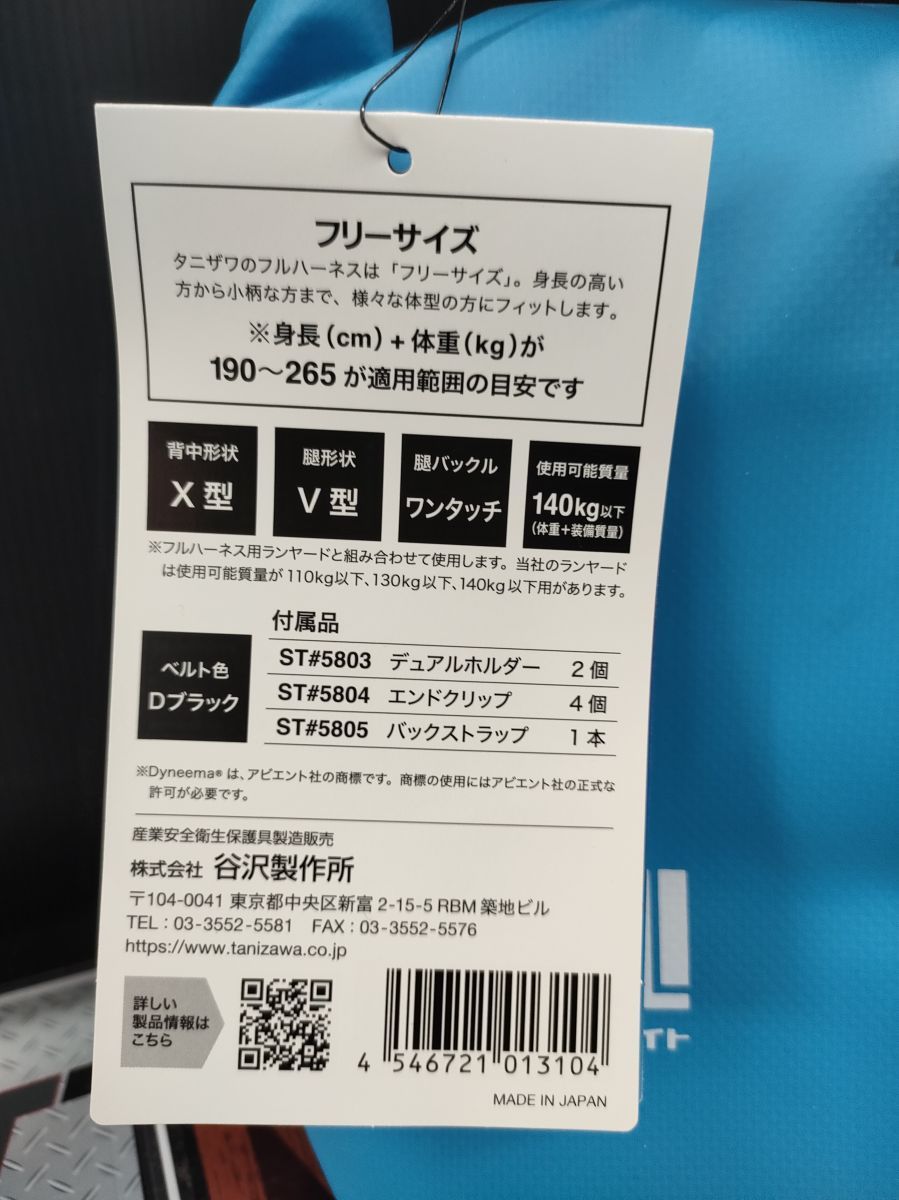 フリーサイズ
タニザワのフルハーネスは「フリーサイズ」。身長の高い
方から小柄な方まで、様々な体型の方にフィットします。
※身長(cm)+体重(kg)が
190〜265が適用範囲の目安です
背中形状
X型
腿形状
V型
腿バックル
ワンタッチ
使用可能質量
140kg以下
(体重+装備質量)
※フルハーネス用ランヤードと組み合わせて使用します。当社のランヤード
は使用可能質量が110kg以下、130kg以下、140kg以下用があります。
ベルト色
Dブラック
付属品
ST#5803 デュアルホルダー 2個
ST#5804 エンドクリップ 4個
ST#5805 バックストラップ 1本
※Dyneema®は、アビエント社の商標です。商標の使用にはアビエント社の正式な
許可が必要です。
産業安全衛生保護具製造販売
株式会社 谷沢製作所
〒104-0041 東京都中央区新富2-15-5 RBM築地ビル
TEL:03-3552-5581 FAX:03-3552-5576
https://www.tanizawa.co.jp
詳しい
製品情報は
こちら
4 546721 013104
MADE IN JAPAN
イト